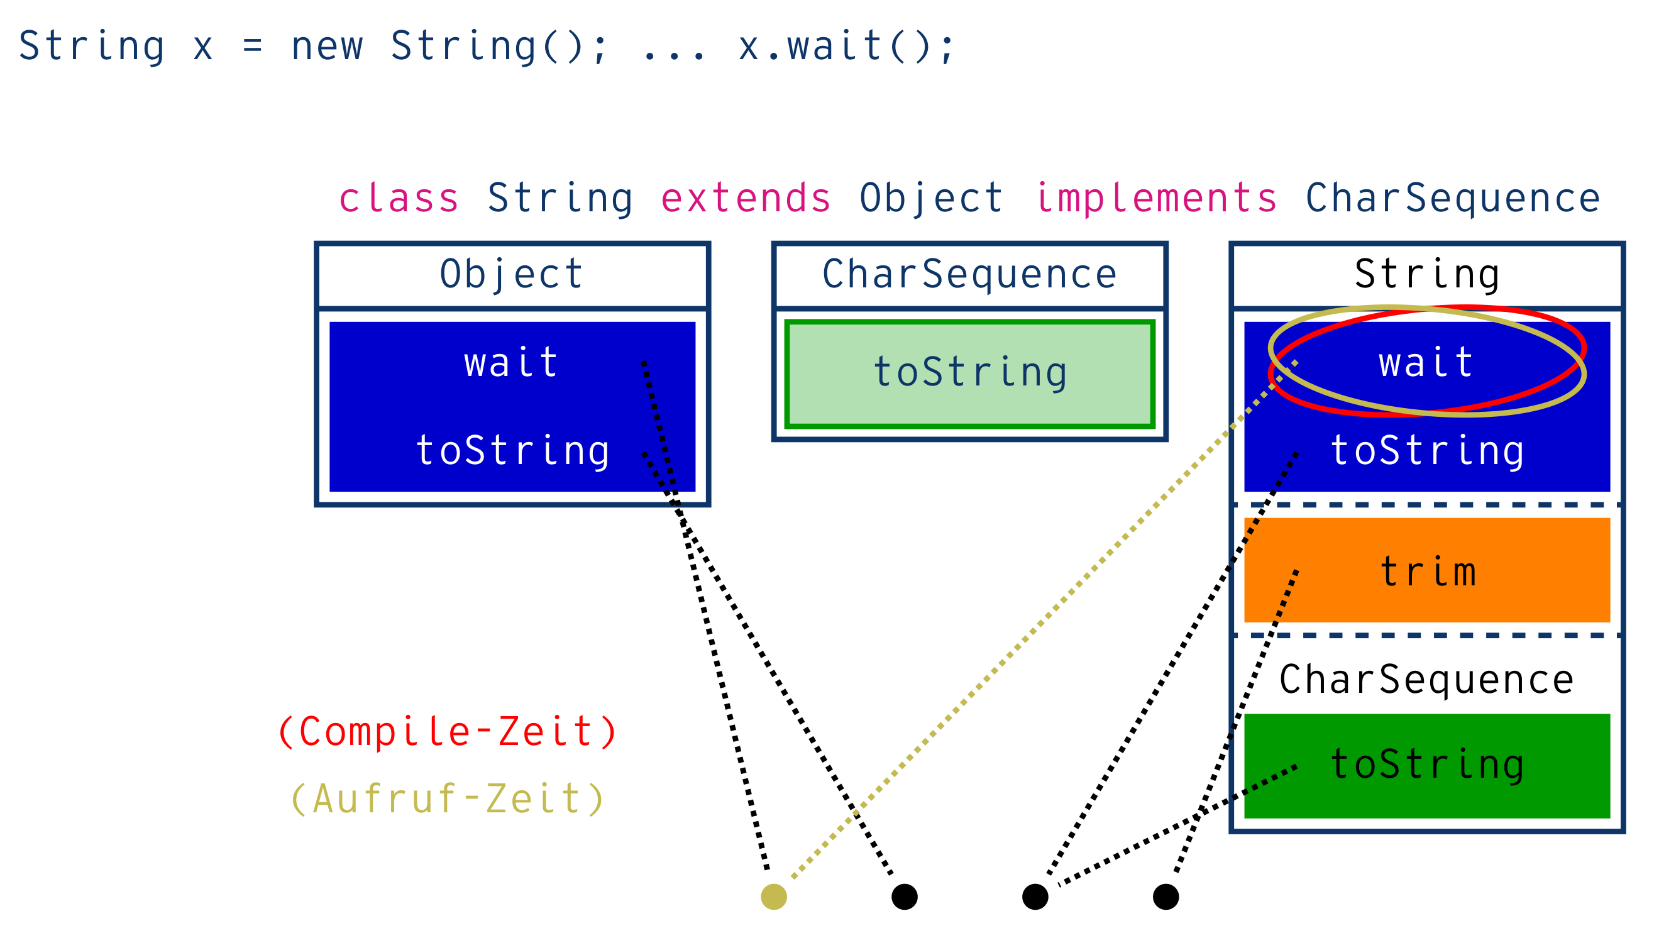 String x = new String(); ... x.wait();
class String extends Object implements CharSequence
Object
wait
toString
CharSequence
toString
String
wait
toString
trim
CharSequence
toString
(Compile-Zeit)
(Aufruf-Zeit)